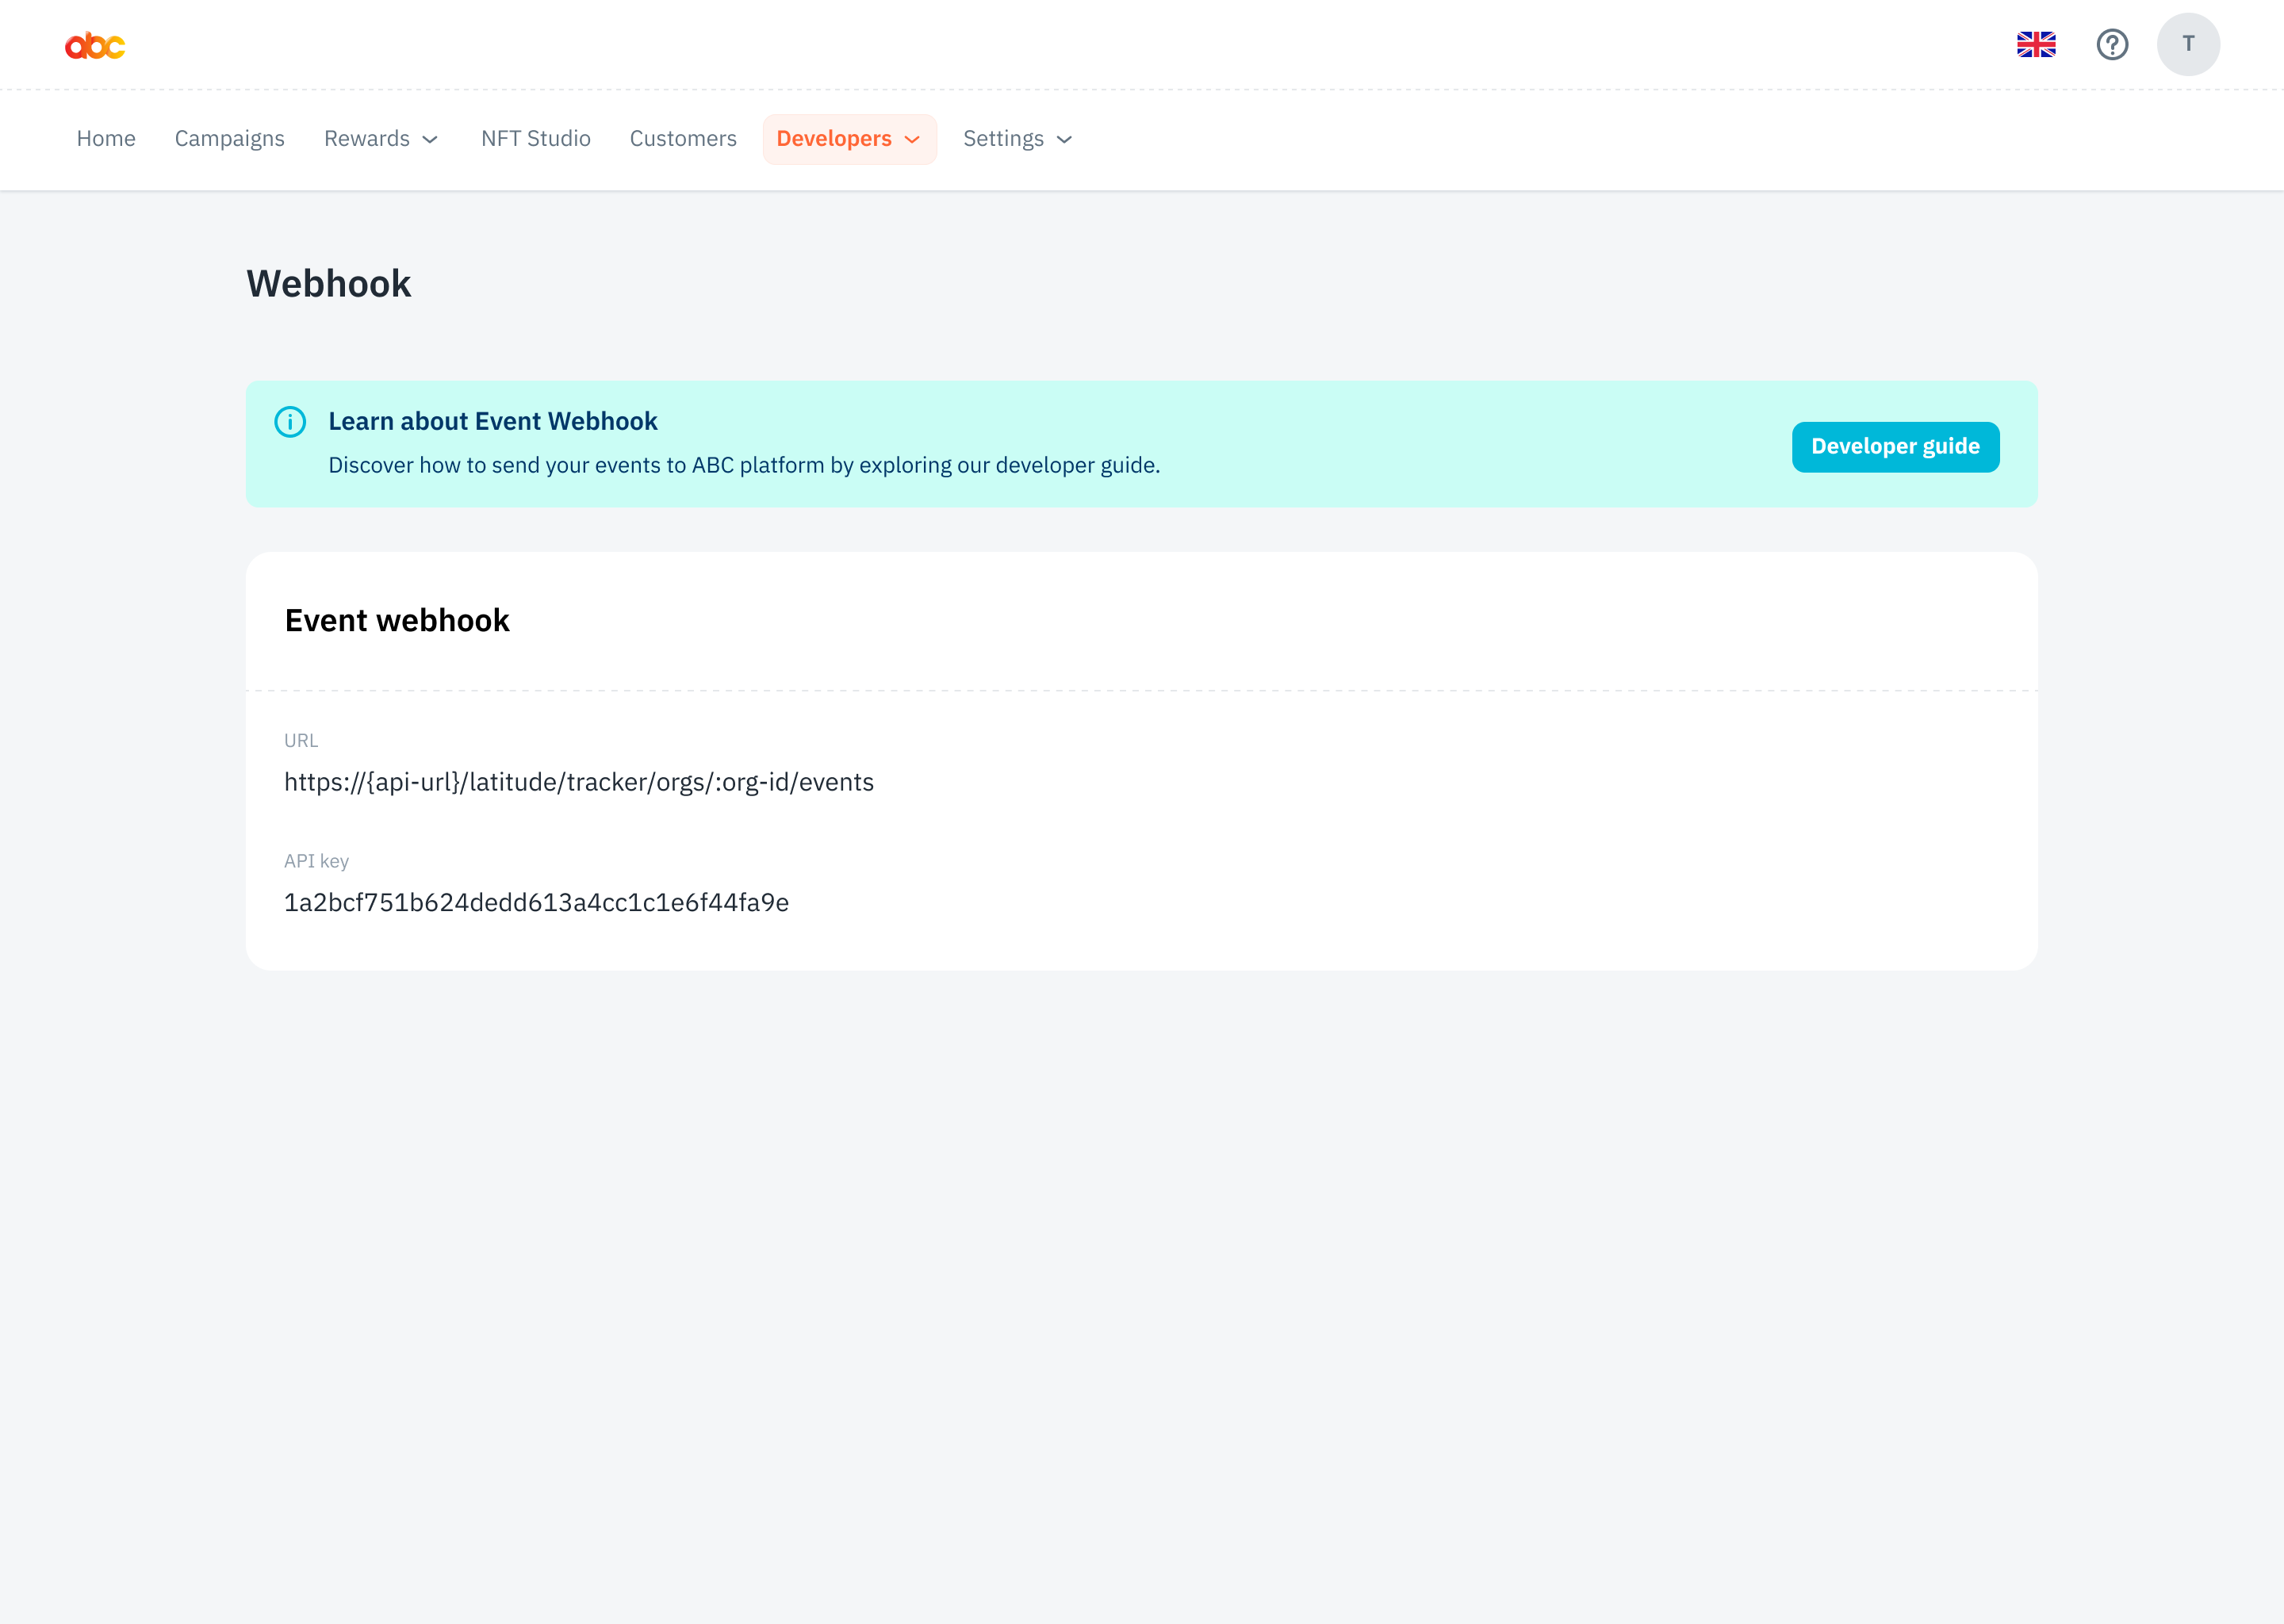 abc
T
Home Campaigns Rewards NFT Studio Customers Developers Settings
Webhook
Learn about Event Webhook
Discover how to send your events to ABC platform by exploring our developer guide.
Developer guide
Event webhook
URL
https://{api-url}/latitude/tracker/orgs/:org-id/events
API key
1a2bcf751b624dedd613a4cc1c1e6f44fa9e